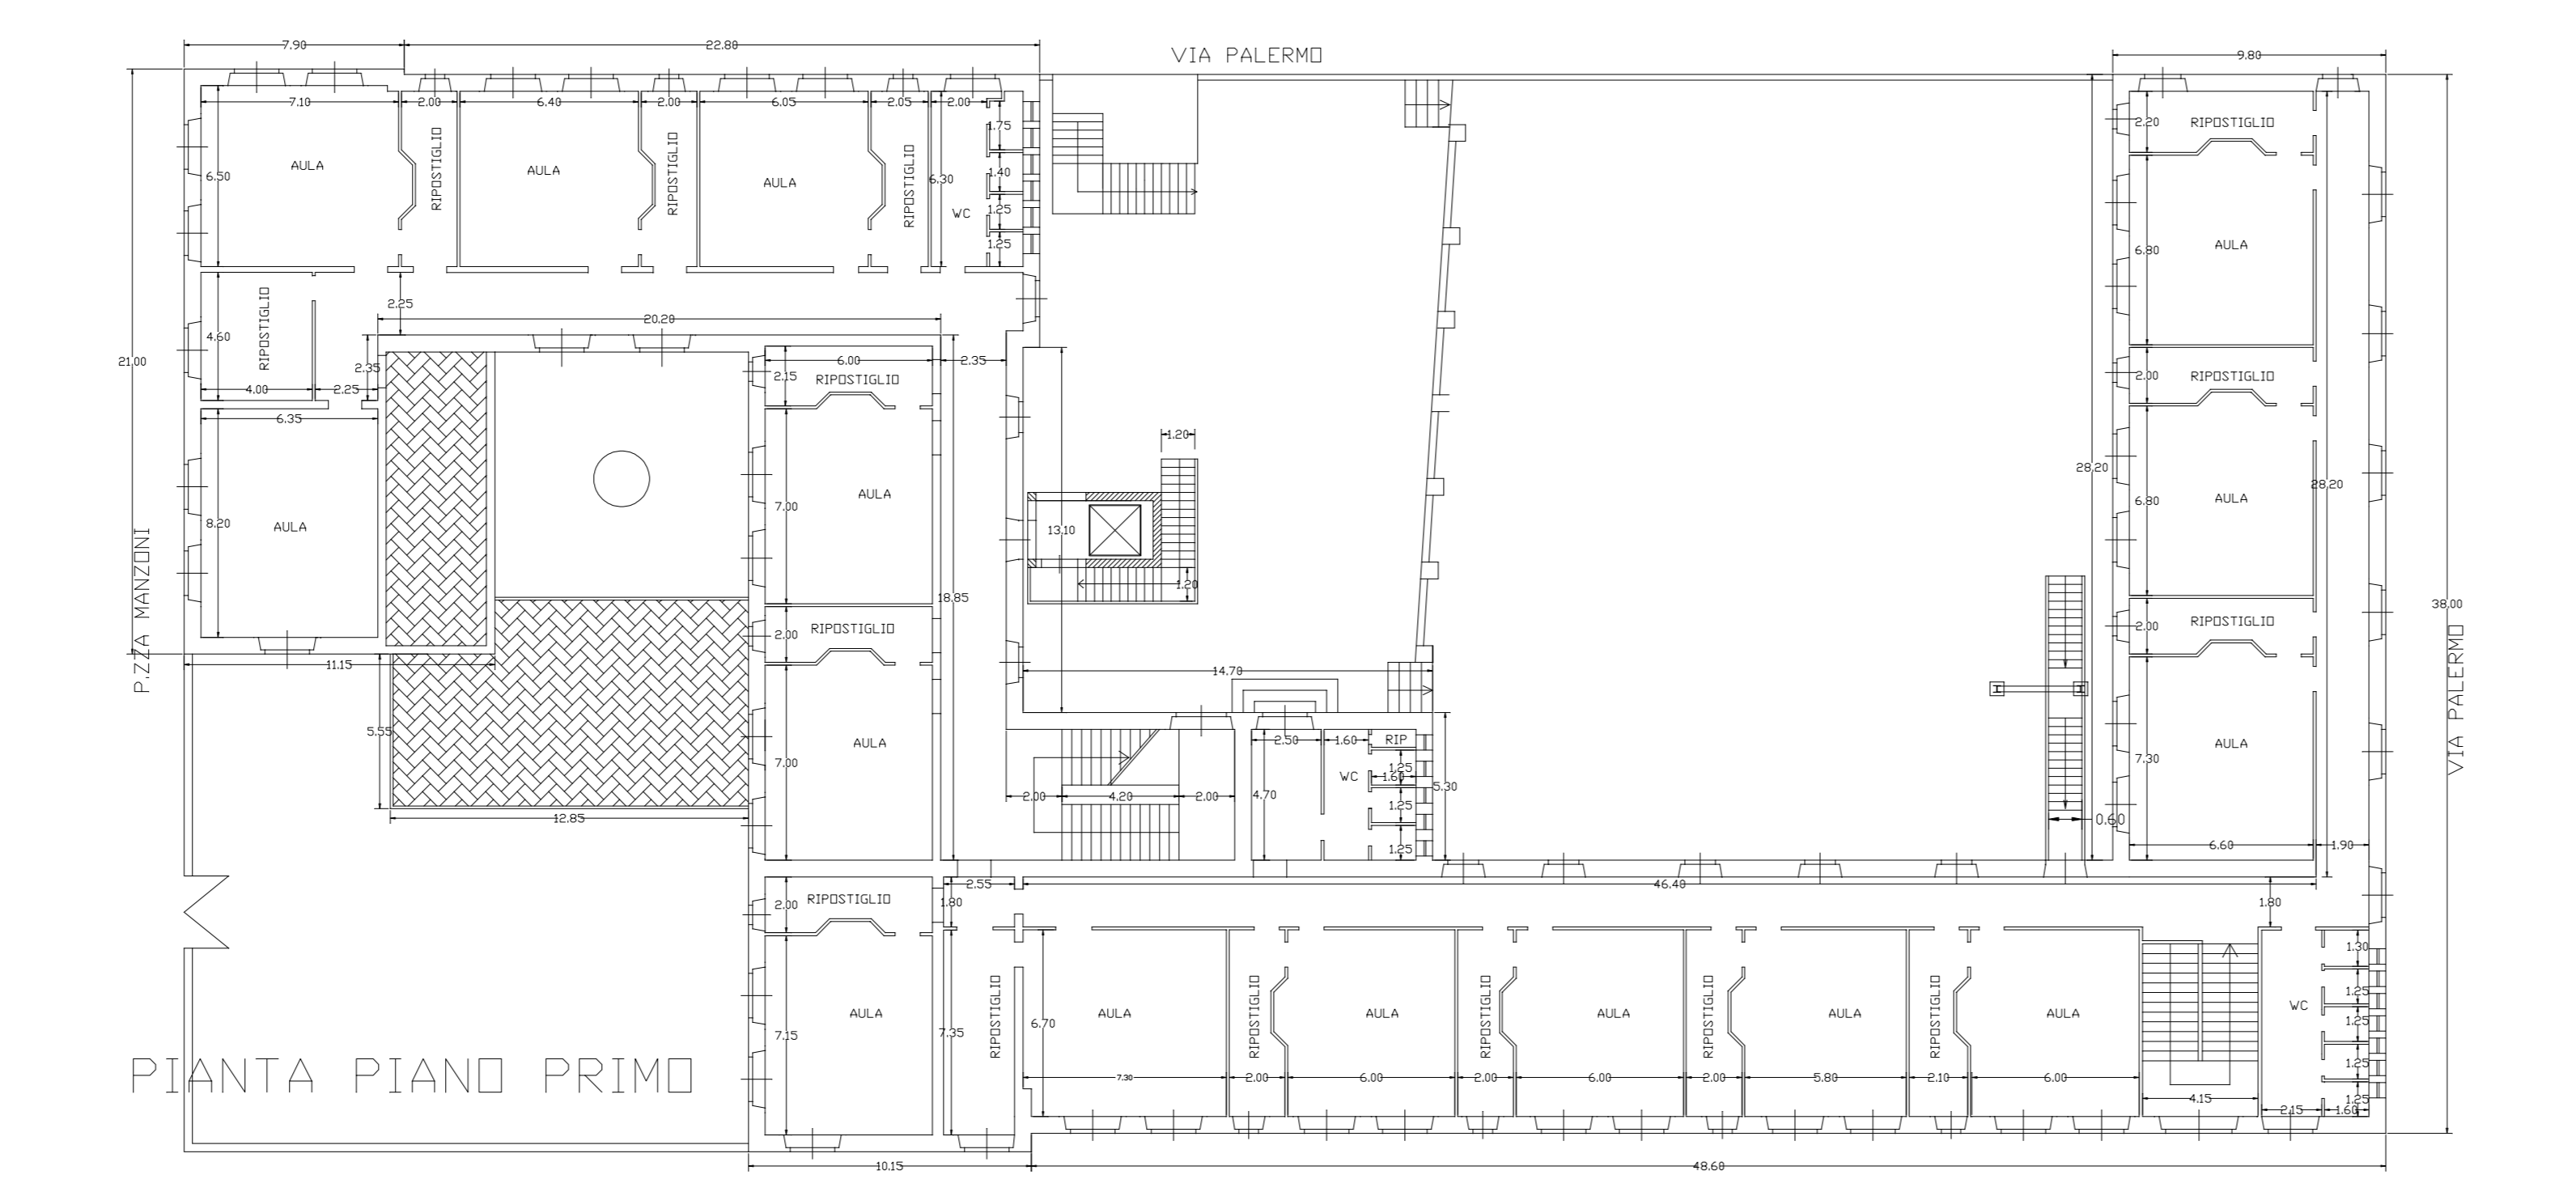 7.90
22.80
VIA PALERMO
9.80
7.10
2.00
6.40
2.00
6.05
2.05
2.00
1.75
2.20
RIPOSTIGLIO
AULA
AULA
AULA
RIPOSTIGLIO
RIPOSTIGLIO
RIPOSTIGLIO
6.50
6.30
1.40
WC
1.25
1.25
6.80
AULA
2.25
20.20
4.60
RIPOSTIGLIO
21.00
2.35
6.00
2.35
2.15
RIPOSTIGLIO
2.00
RIPOSTIGLIO
4.00
2.25
6.35
1.20
28.20
28.20
AULA
7.00
6.80
AULA
8.20
AULA
13.10
1.20
P.ZZA MANZONI
18.85
38.00
2.00
RIPOSTIGLIO
2.00
RIPOSTIGLIO
VIA PALERMO
11.15
14.70
5.55
AULA
7.00
2.50
1.60
RIP
1.25
WC
1.60
AULA
7.30
2.00
4.20
2.00
4.70
5.30
1.25
12.85
0.60
1.25
6.60
1.90
2.55
46.40
2.00
RIPOSTIGLIO
1.80
1.80
1.30
AULA
7.15
7.35
RIPOSTIGLIO
6.70
AULA
RIPOSTIGLIO
AULA
RIPOSTIGLIO
AULA
RIPOSTIGLIO
AULA
RIPOSTIGLIO
AULA
WC
1.25
1.25
1.25
1.25
PIANTA PIANO PRIMO
7.30
2.00
6.00
2.00
6.00
2.00
5.80
2.10
6.00
4.15
2.15
1.60
10.15
48.60